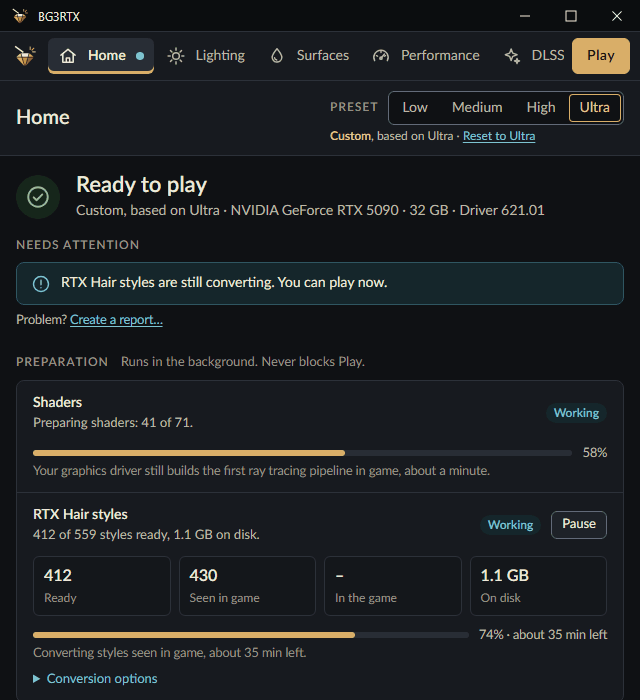 BG3RTX
Home Lighting Surfaces Performance DLSS Play
Home
PRESET Low Medium High Ultra
Custom, based on Ultra · Reset to Ultra
Ready to play
Custom, based on Ultra · NVIDIA GeForce RTX 5090 · 32 GB · Driver 621.01
NEEDS ATTENTION
RTX Hair styles are still converting. You can play now.
Problem? Create a report...
PREPARATION Runs in the background. Never blocks Play.
Shaders
Preparing shaders: 41 of 71.
Working
58%
Your graphics driver still builds the first ray tracing pipeline in game, about a minute.
RTX Hair styles
412 of 559 styles ready, 1.1 GB on disk.
Working Pause
412 430 – 1.1 GB
Ready Seen in game In the game On disk
74% · about 35 min left
Converting styles seen in game, about 35 min left.
Conversion options